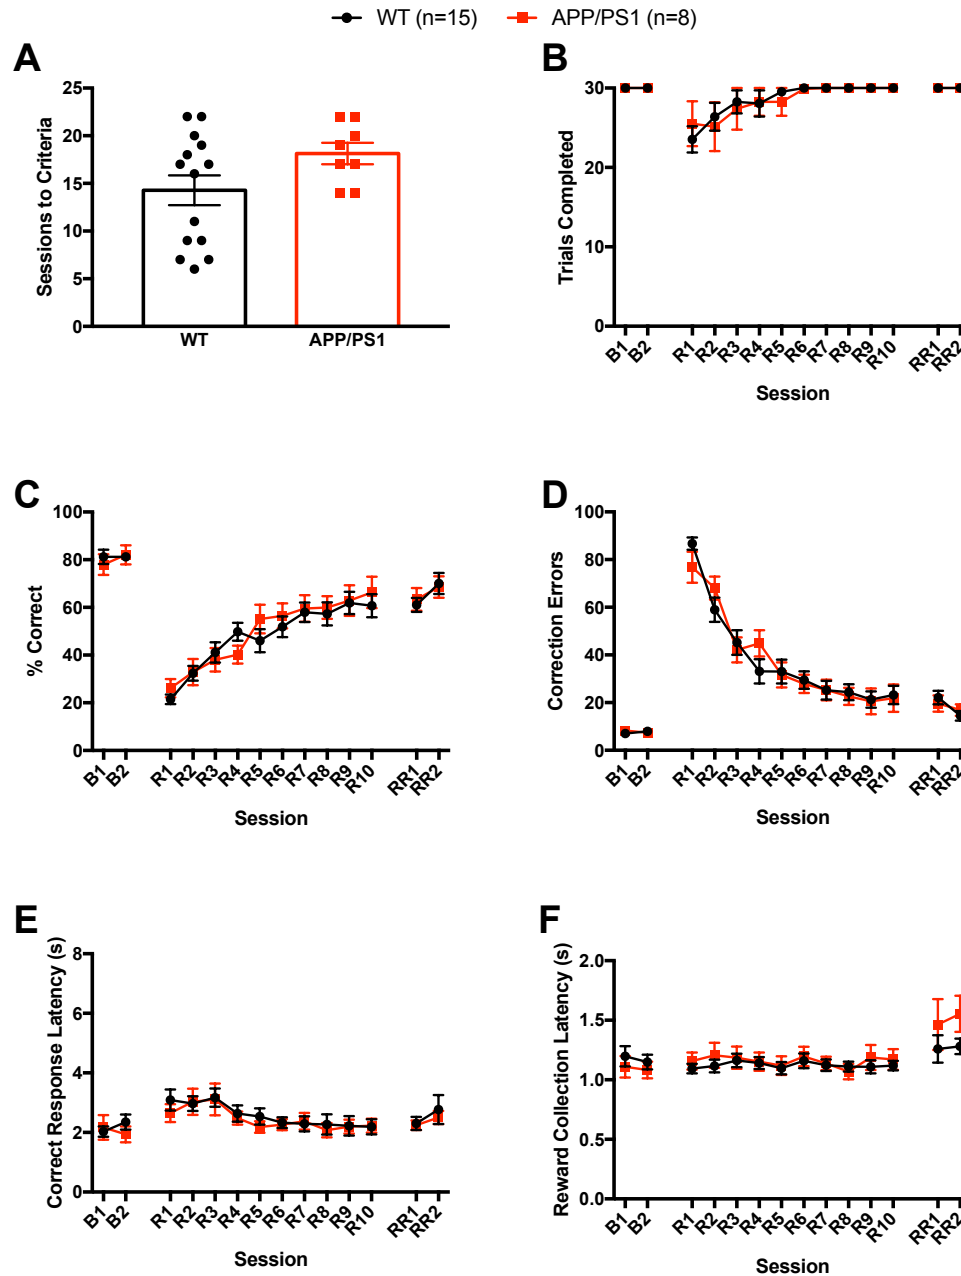 WT (n=15) APP/PS1 (n=8)
A
Sessions to Criteria
25
20
15
10
5
0
WT APP/PS1
B
Trials Completed
30
20
30
0
B1 B2 R1 R2 R3 R4 R5 R6 R7 R8 R9 R10 RR1 RR2
Session
C
% Correct
100
80
60
40
20
0
B1 B2 R1 R2 R3 R4 R5 R6 R7 R8 R9 R10 RR1 RR2
Session
D
Correction Errors
100
80
60
40
20
0
B1 B2 R1 R2 R3 R4 R5 R6 R7 R8 R9 R10 RR1 RR2
Session
E
Correct Response Latency (s)
8
6
4
2
0
B1 B2 R1 R2 R3 R4 R5 R6 R7 R8 R9 R10 RR1 RR2
Session
F
Reward Collection Latency (s)
2.0
1.5
1.0
0.5
0.0
B1 B2 R1 R2 R3 R4 R5 R6 R7 R8 R9 R10 RR1 RR2
Session